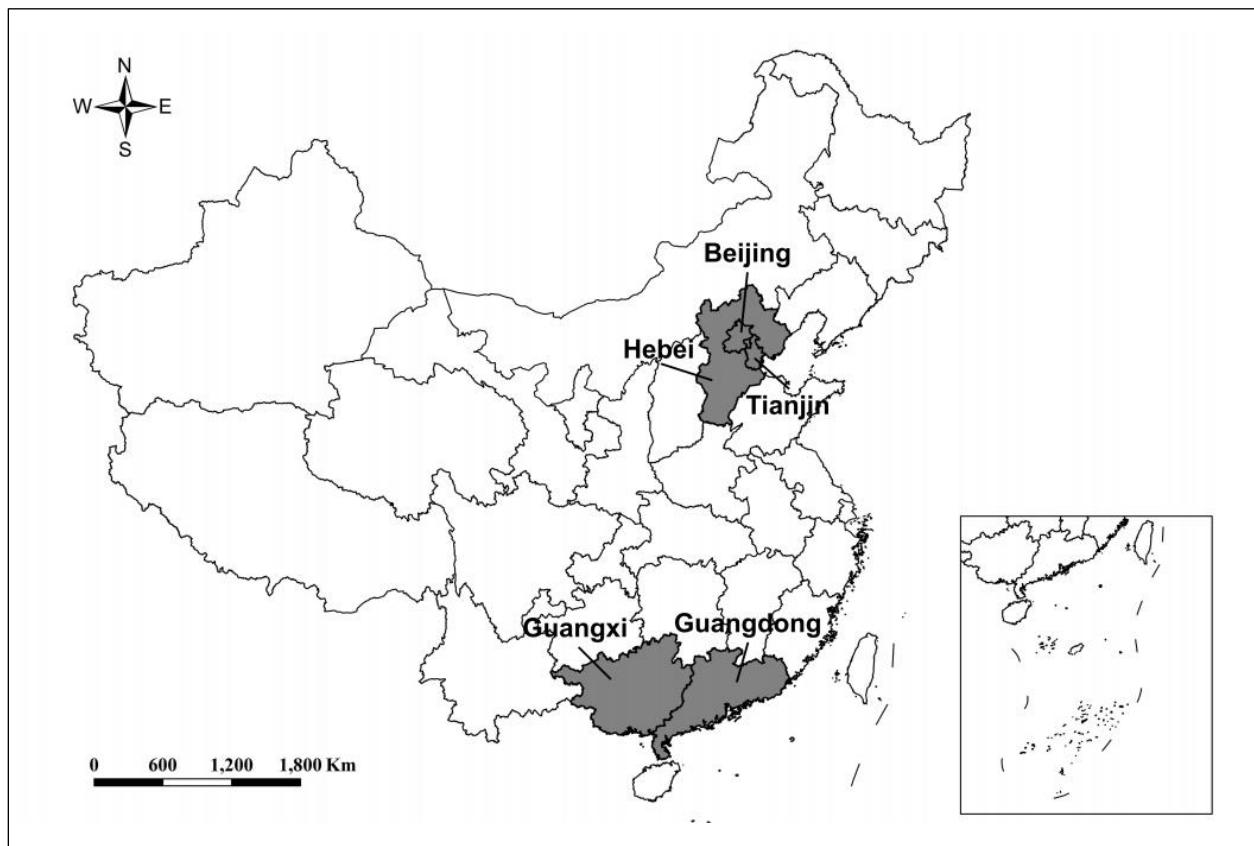 N
W E
S
Beijing
Hebei
Tianjin
Guangxi
Guangdong
0 600 1,200 1,800 Km